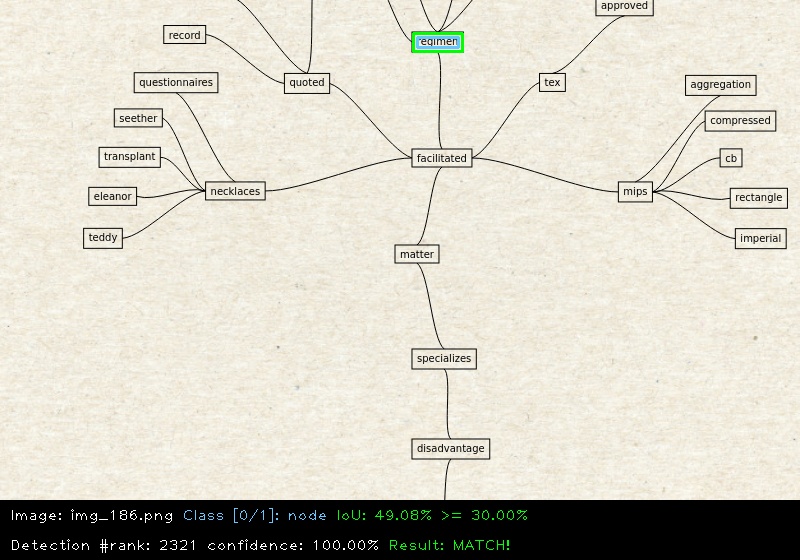 approved
record
regimen
questionnaires
quoted
tex
aggregation
seether
compressed
transplant
facilitated
cb
eleanor
necklaces
mips
rectangle
teddy
imperial
matter
specializes
disadvantage
Image: img_186.png Class [0/1]: node IoU: 49.08% >= 30.00%
Detection #rank: 2321 confidence: 100.00% Result: MATCH!